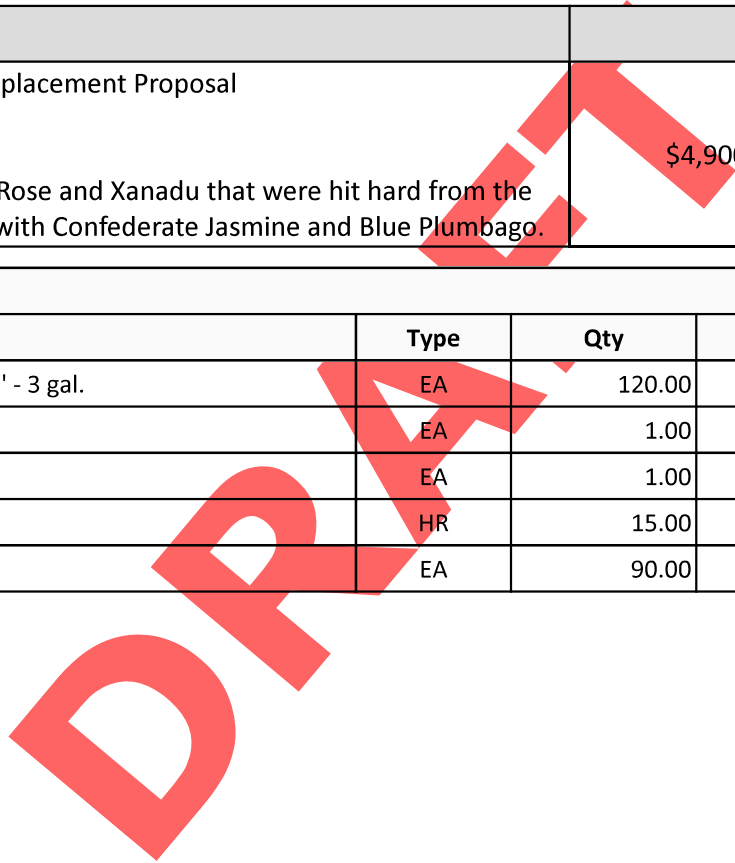 placement Proposal
$4,900
Rose and Xanadu that were hit hard from the
with Confederate Jasmine and Blue Plumbago.
Type Qty
' - 3 gal. EA 120.00
EA 1.00
EA 1.00
HR 15.00
EA 90.00
DRAFT